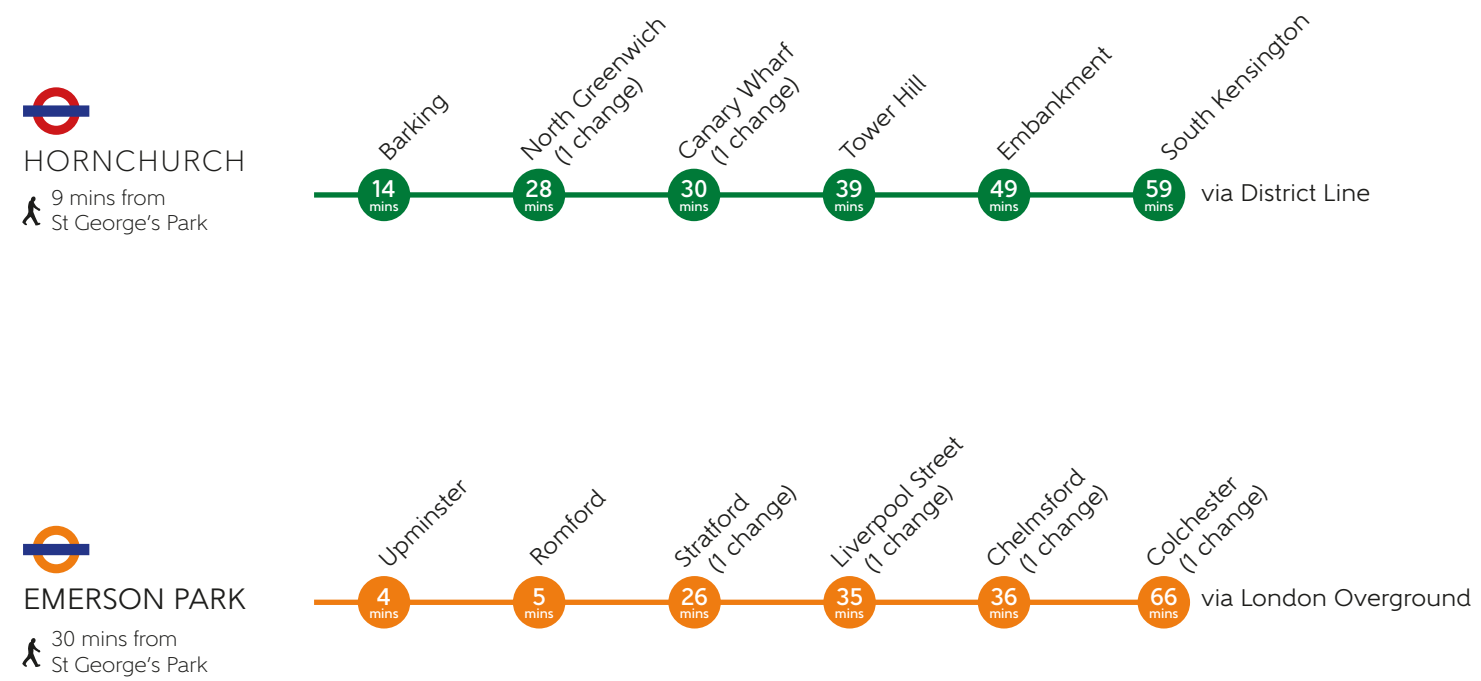 HORNCHURCH
9 mins from
St George's Park
Barking
14
mins
North Greenwich
(1 change)
28
mins
Canary Wharf
(1 change)
30
mins
Tower Hill
39
mins
Embankment
49
mins
South Kensington
59
mins
via District Line
EMERSON PARK
30 mins from
St George's Park
Upminster
4
mins
Romford
5
mins
Stratford
(1 change)
26
mins
Liverpool Street
(1 change)
35
mins
Chelmsford
(1 change)
36
mins
Colchester
(1 change)
66
mins
via London Overground